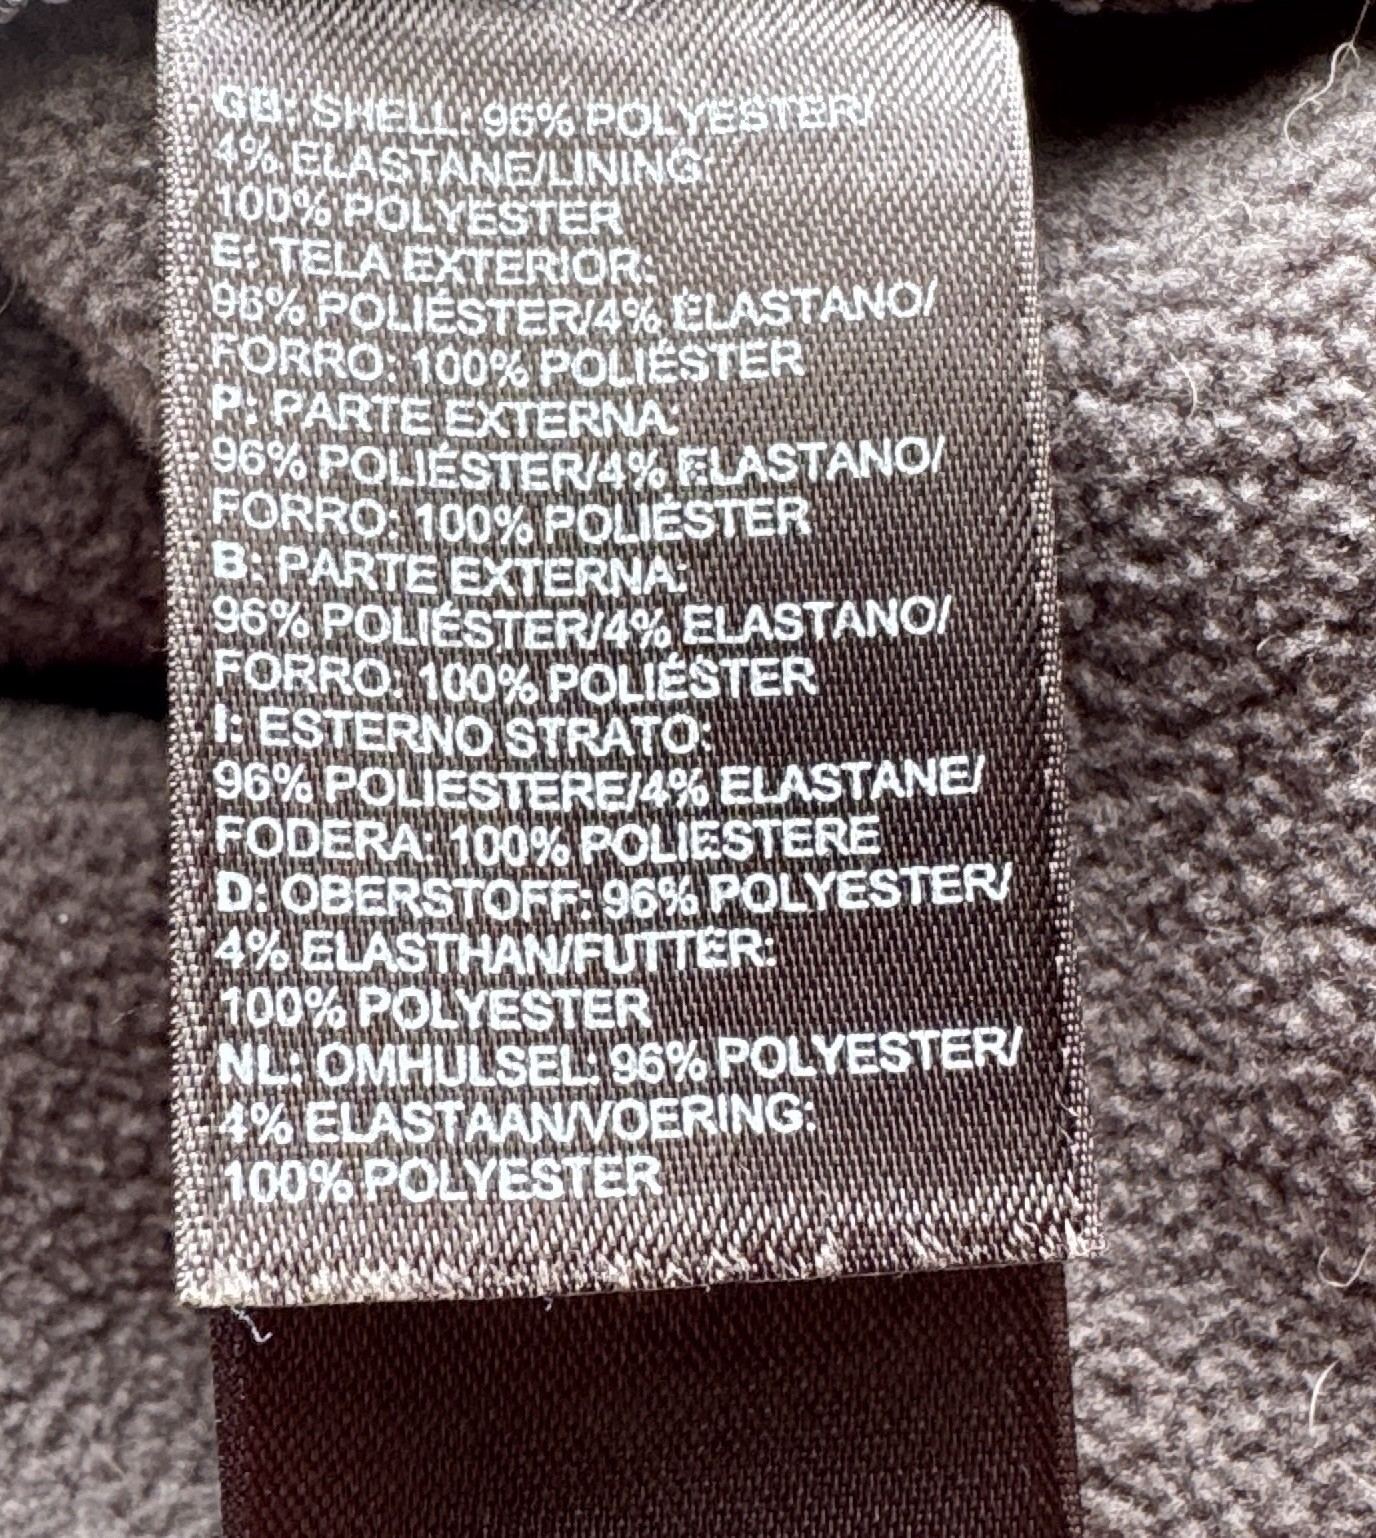 GB: SHELL: 96% POLYESTER/
4% ELASTANE/LINING:
100% POLYESTER
E: TELA EXTERIOR:
96% POLIÉSTER/4% ELASTANO/
FORRO: 100% POLIÉSTER
P: PARTE EXTERNA:
96% POLIÉSTER/4% ELASTANO/
FORRO: 100% POLIÉSTER
B: PARTE EXTERNA:
96% POLIÉSTER/4% ELASTANO/
FORRO: 100% POLIÉSTER
I: ESTERNO STRATO:
96% POLIESTERE/4% ELASTANE/
FODERA: 100% POLIESTERE
D: OBERSTOFF: 96% POLYESTER/
4% ELASTHAN/FUTTER:
100% POLYESTER
NL: OMHULSEL: 96% POLYESTER/
4% ELASTAAN/VOERING:
100% POLYESTER